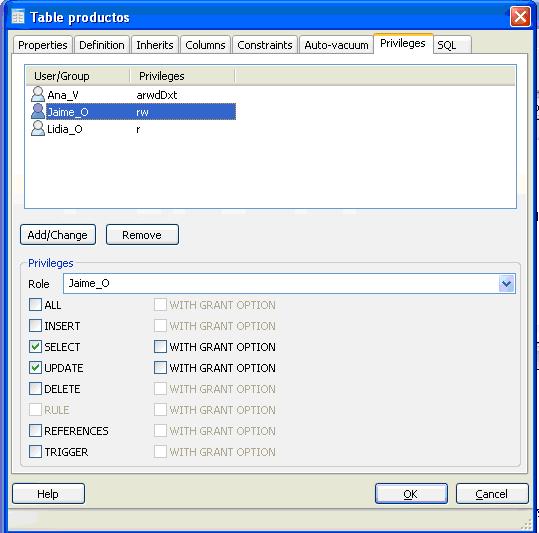 Table productos
Properties Definition Inherits Columns Constraints Auto-vacuum Privileges SQL
User/Group Privileges
Ana_V arwdDxt
Jaime_O rw
Lidia_O r
Add/Change Remove
Privileges
Role Jaime_O
ALL WITH GRANT OPTION
INSERT WITH GRANT OPTION
SELECT WITH GRANT OPTION
UPDATE WITH GRANT OPTION
DELETE WITH GRANT OPTION
RULE WITH GRANT OPTION
REFERENCES WITH GRANT OPTION
TRIGGER WITH GRANT OPTION
Help OK Cancel